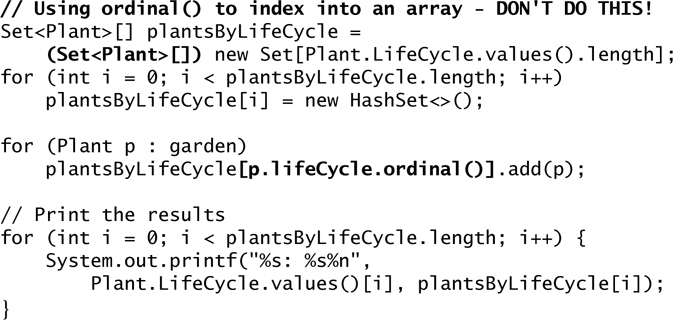 // Using ordinal() to index into an array - DON'T DO THIS!
Set<Plant>[] plantsByLifeCycle =
    (Set<Plant>[]) new Set[Plant.LifeCycle.values().length];
for (int i = 0; i < plantsByLifeCycle.length; i++)
    plantsByLifeCycle[i] = new HashSet<>();

for (Plant p : garden)
    plantsByLifeCycle[p.lifeCycle.ordinal()].add(p);

// Print the results
for (int i = 0; i < plantsByLifeCycle.length; i++) {
    System.out.printf("%s: %s%n",
        Plant.LifeCycle.values()[i], plantsByLifeCycle[i]);
}